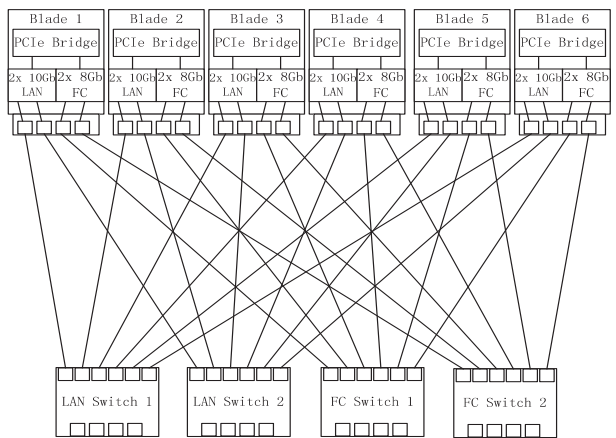 Blade 1
PCIe Bridge
2x 10Gb LAN
2x 8Gb FC
Blade 2
PCIe Bridge
2x 10Gb LAN
2x 8Gb FC
Blade 3
PCIe Bridge
2x 10Gb LAN
2x 8Gb FC
Blade 4
PCIe Bridge
2x 10Gb LAN
2x 8Gb FC
Blade 5
PCIe Bridge
2x 10Gb LAN
2x 8Gb FC
Blade 6
PCIe Bridge
2x 10Gb LAN
2x 8Gb FC
LAN Switch 1
LAN Switch 2
FC Switch 1
FC Switch 2